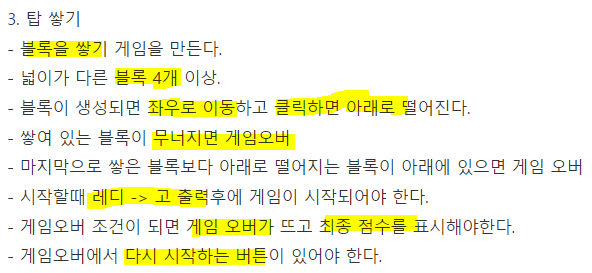 3. 탑 쌓기
- 블록을 쌓기 게임을 만든다.
- 넓이가 다른 블록 4개 이상.
- 블록이 생성되면 좌우로 이동하고 클릭하면 아래로 떨어진다.
- 쌓여 있는 블록이 무너지면 게임오버
- 마지막으로 쌓은 블록보다 아래로 떨어지는 블록이 아래에 있으면 게임 오버
- 시작할때 레디 -> 고 출력후에 게임이 시작되어야 한다.
- 게임오버 조건이 되면 게임 오버가 뜨고 최종 점수를 표시해야한다.
- 게임오버에서 다시 시작하는 버튼이 있어야 한다.